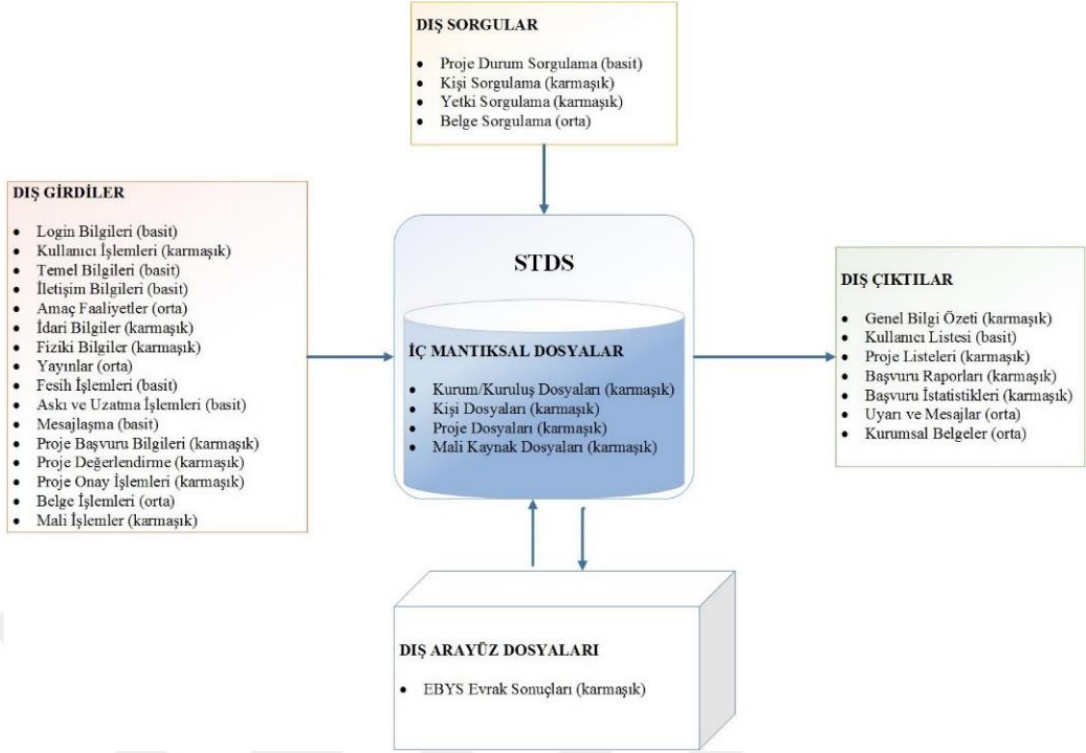 DIŞ SORGULAR
• Proje Durum Sorgulama (basit)
• Kişi Sorgulama (karmaşık)
• Yetki Sorgulama (karmaşık)
• Belge Sorgulama (orta)
DIŞ GİRDİLER
• Login Bilgileri (basit)
• Kullanıcı İşlemleri (karmaşık)
• Temel Bilgileri (basit)
• İletişim Bilgileri (basit)
• Amaç Faaliyetler (orta)
• İdari Bilgiler (karmaşık)
• Fiziki Bilgiler (karmaşık)
• Yayınlar (orta)
• Fesih İşlemleri (basit)
• Askı ve Uzatma İşlemleri (basit)
• Mesajlaşma (basit)
• Proje Başvuru Bilgileri (karmaşık)
• Proje Değerlendirme (karmaşık)
• Proje Onay İşlemleri (karmaşık)
• Belge İşlemleri (orta)
• Mali İşlemler (karmaşık)
STDS
İÇ MANTIKSAL DOSYALAR
• Kurum/Kuruluş Dosyaları (karmaşık)
• Kişi Dosyaları (karmaşık)
• Proje Dosyaları (karmaşık)
• Mali Kaynak Dosyaları (karmaşık)
DIŞ ÇIKTILAR
• Genel Bilgi Özeti (karmaşık)
• Kullanıcı Listesi (basit)
• Proje Listeleri (karmaşık)
• Başvuru Raporları (karmaşık)
• Başvuru İstatistikleri (karmaşık)
• Uyarı ve Mesajlar (orta)
• Kurumsal Belgeler (orta)
DIŞ ARAYÜZ DOSYALARI
• EBYS Evrak Sonuçları (karmaşık)